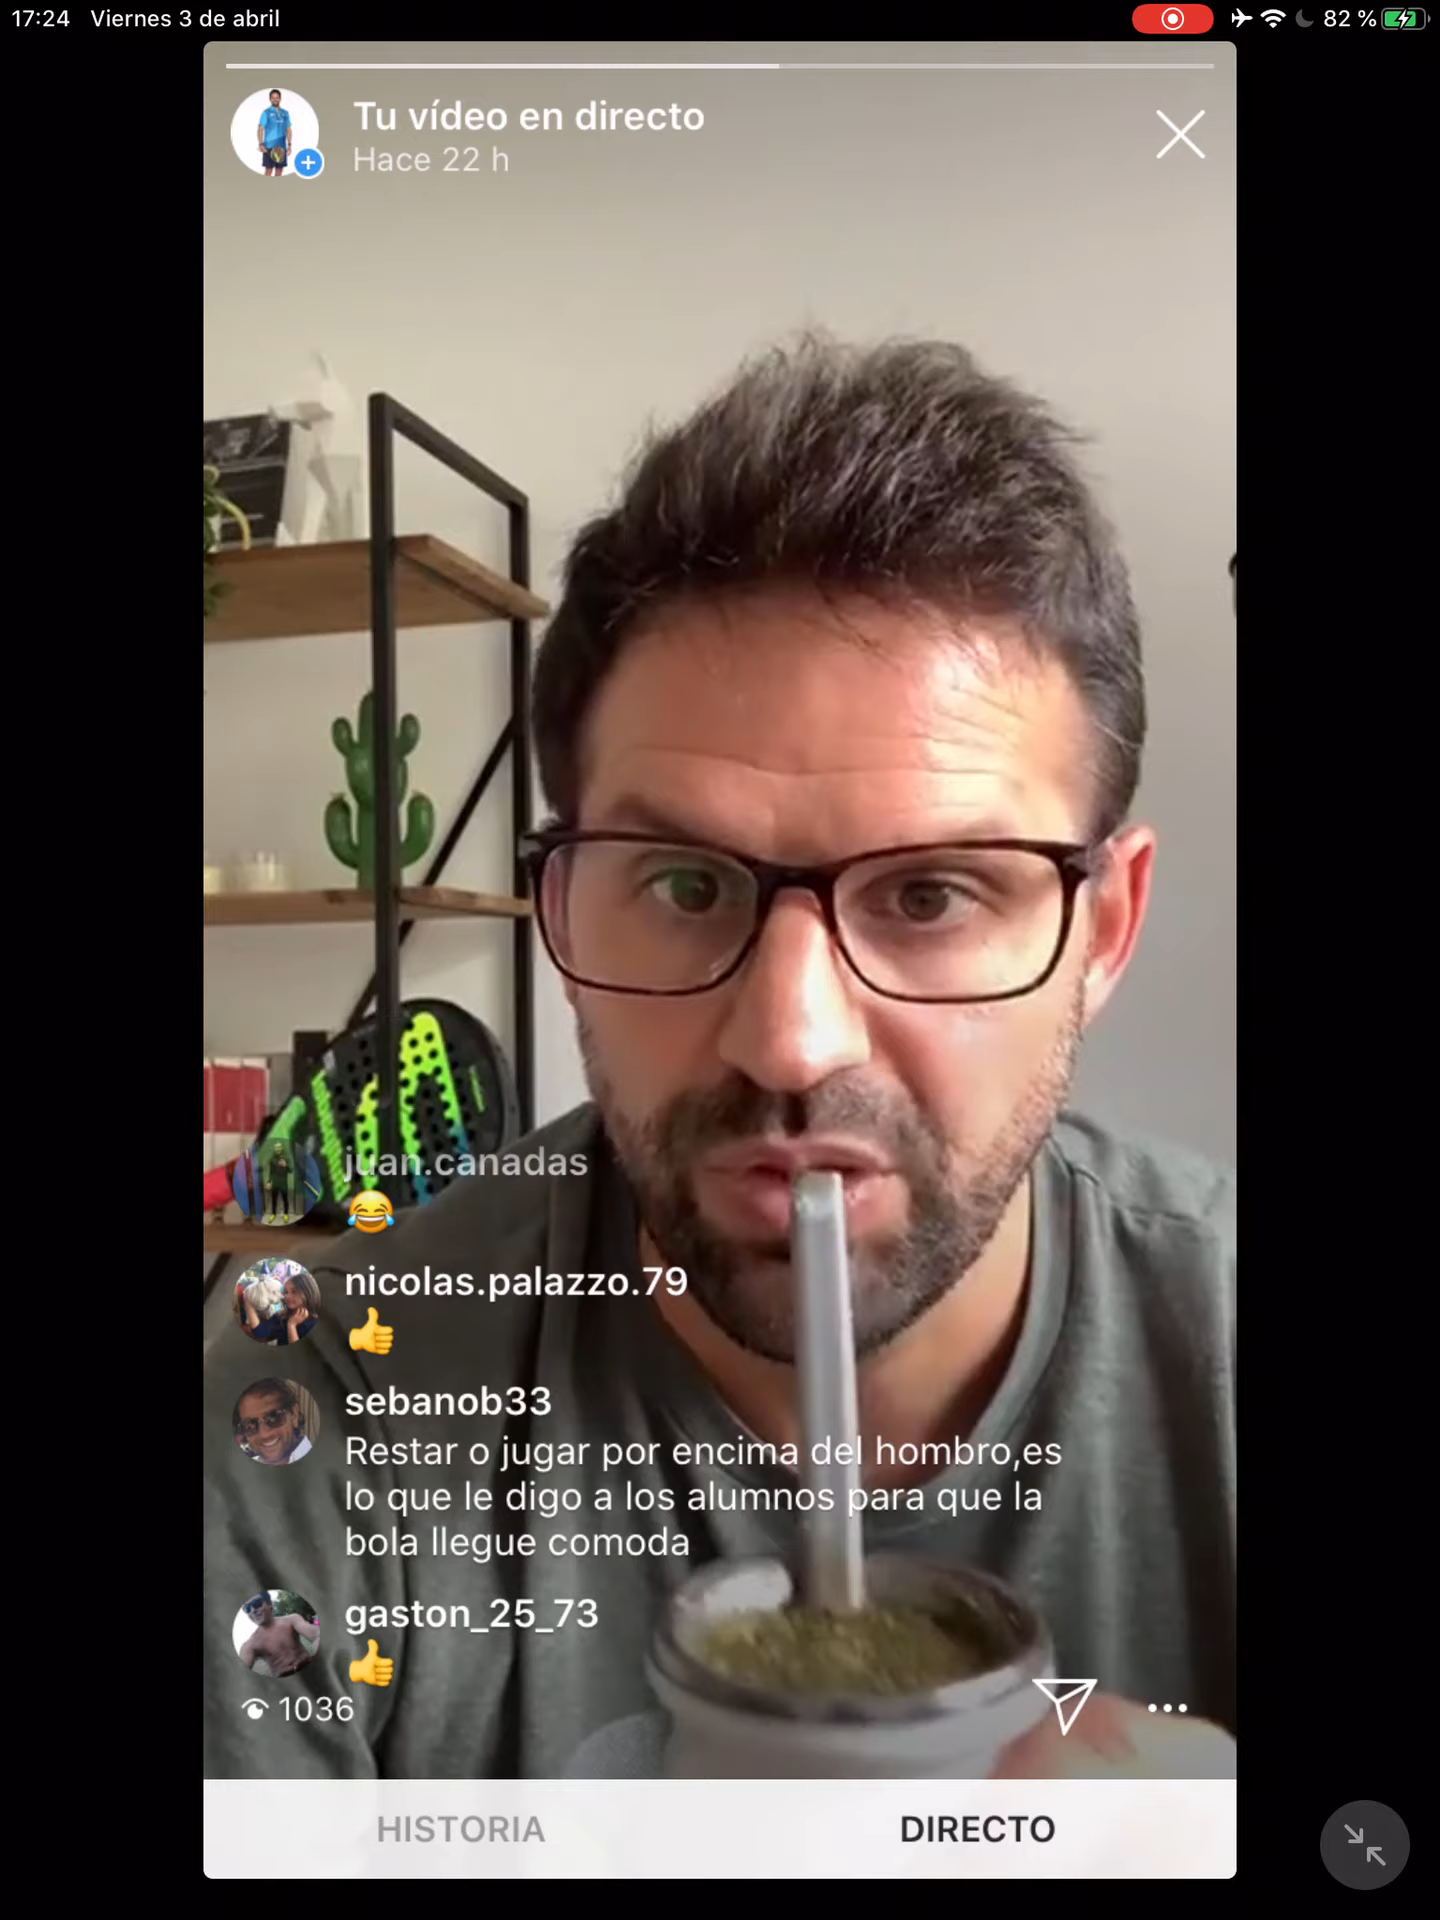 17:24 Viernes 3 de abril
82 %
Tu vídeo en directo
Hace 22 h
juan.canadas
😂
nicolas.palazzo.79
👍
sebanob33
Restar o jugar por encima del hombro,es
lo que le digo a los alumnos para que la
bola llegue comoda
gaston_25_73
👍
1036
HISTORIA
DIRECTO